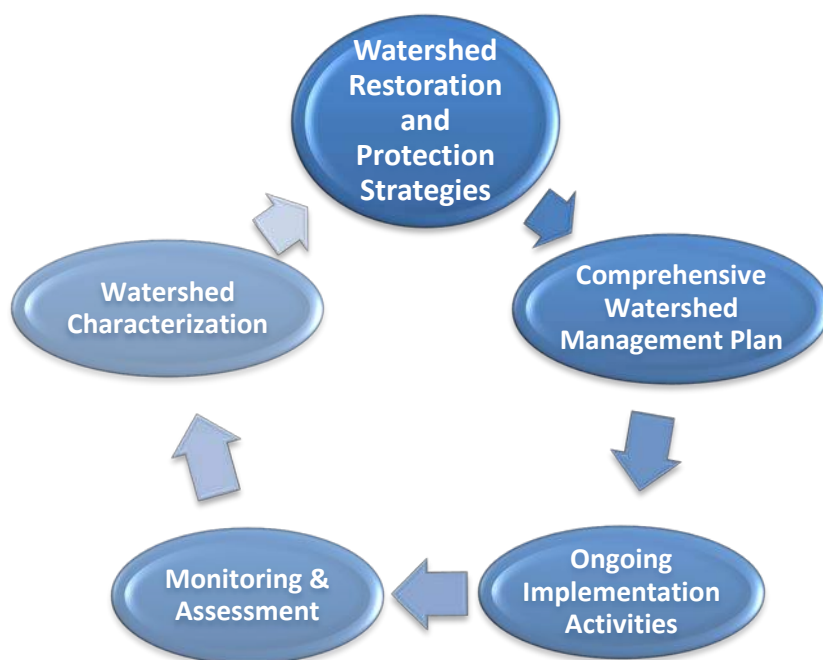 Watershed
Restoration
and
Protection
Strategies
Comprehensive
Watershed
Management Plan
Ongoing
Implementation
Activities
Monitoring &
Assessment
Watershed
Characterization